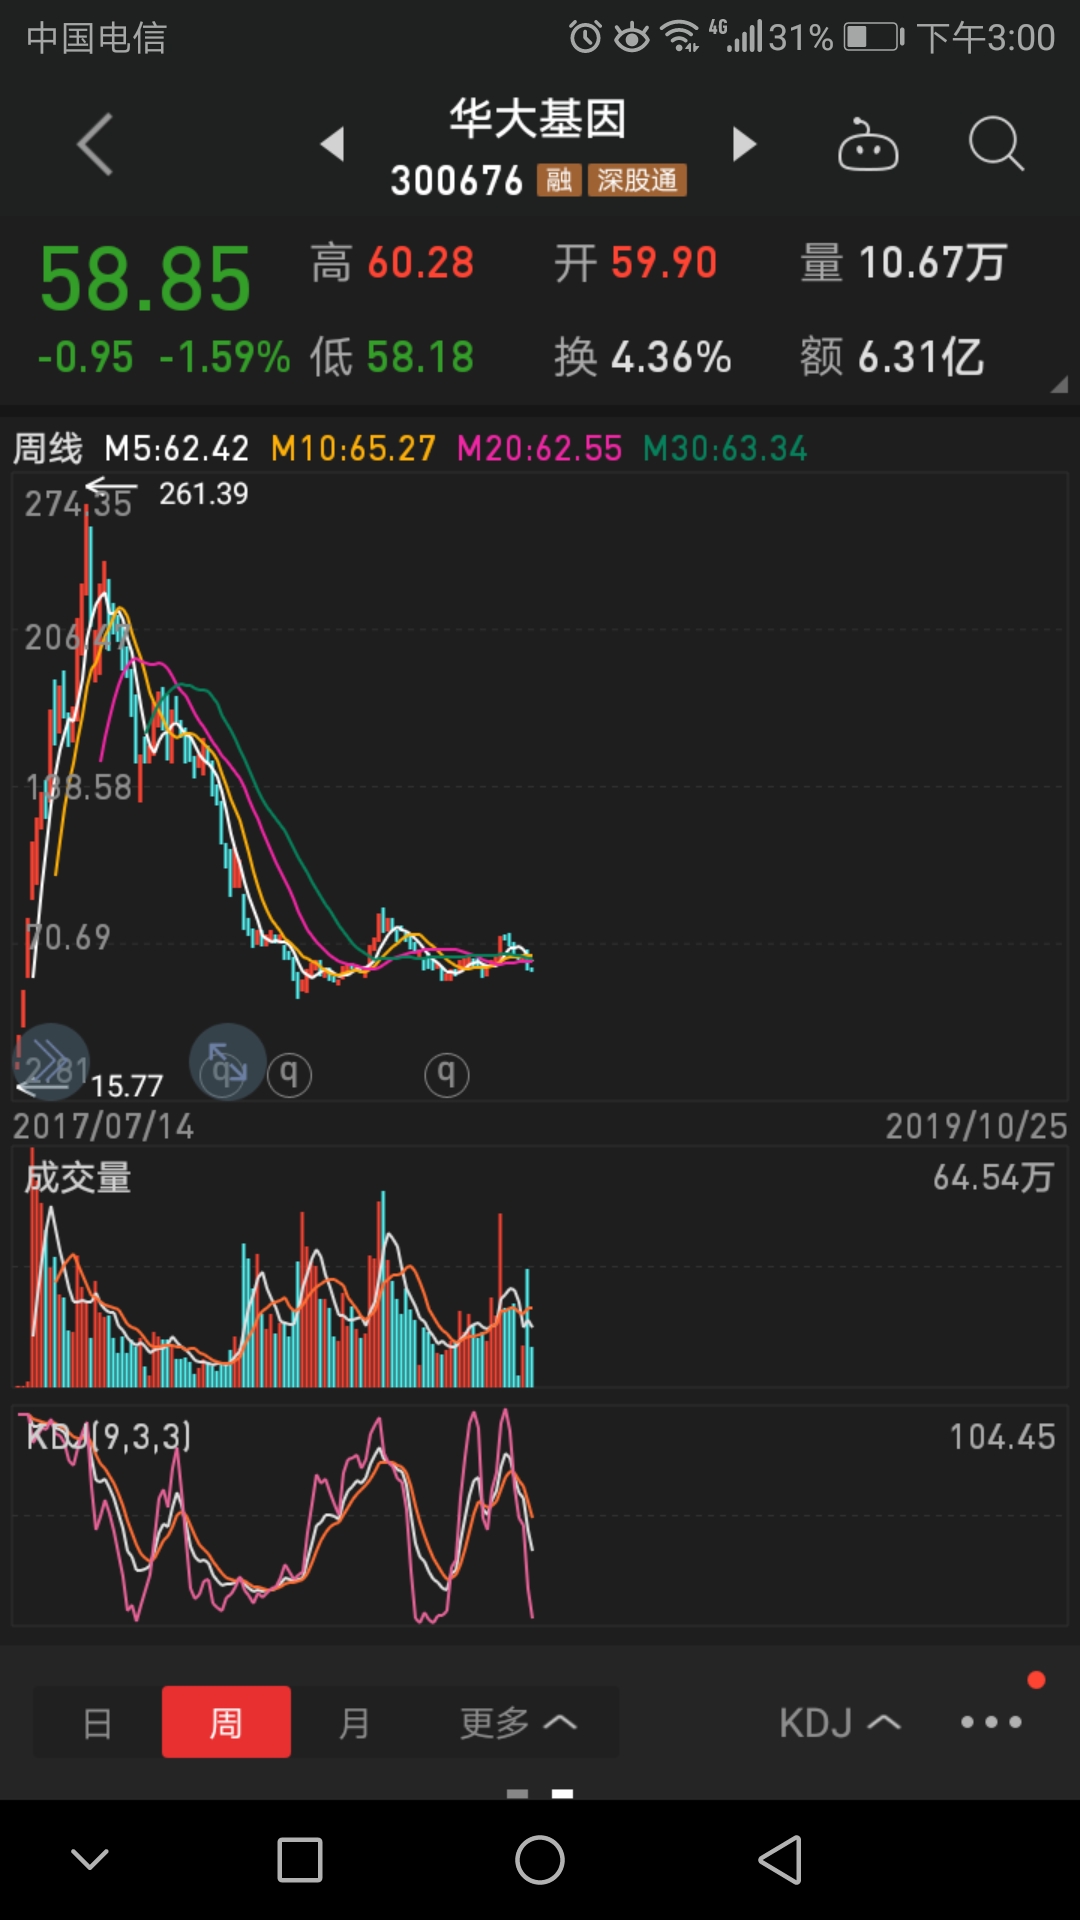 中国电信 4G 31% 下午3:00
华大基因
300676 融 深股通
58.85 高 60.28 开 59.90 量 10.67万
-0.95 -1.59% 低 58.18 换 4.36% 额 6.31亿
周线 M5:62.42 M10:65.27 M20:62.55 M30:63.34
261.39
274.35
206.47
138.58
70.69
2.81
15.77
q q q
2017/07/14 2019/10/25
成交量 64.54万
KDJ(9,3,3) 104.45
日 周 月 更多 KDJ